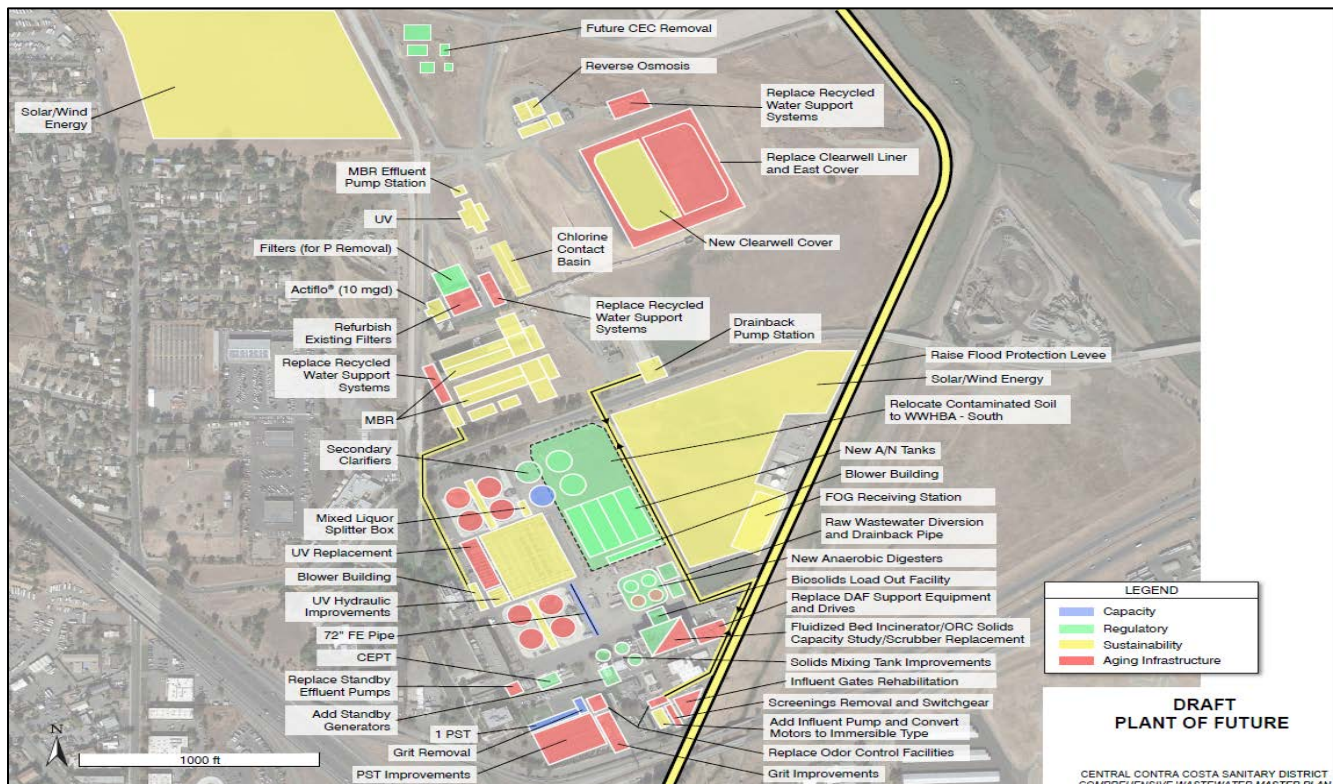 Future CEC Removal
Reverse Osmosis
Solar/Wind
Energy
Replace Recycled
Water Support
Systems
Replace Clearwell Liner
and East Cover
MBR Effluent
Pump Station
UV
New Clearwell Cover
Chlorine
Contact
Basin
Filters (for P Removal)
Actiflo® (10 mgd)
Refurbish
Existing Filters
Replace Recycled
Water Support
Systems
Drainback
Pump Station
Replace Recycled
Water Support
Systems
MBR
Raise Flood Protection Levee
Solar/Wind Energy
Relocate Contaminated Soil
to WWHBA - South
New A/N Tanks
Blower Building
FOG Receiving Station
Raw Wastewater Diversion
and Drainback Pipe
New Anaerobic Digesters
Biosolids Load Out Facility
Replace DAF Support Equipment
and Drives
Fluidized Bed Incinerator/ORC Solids
Capacity Study/Scrubber Replacement
Solids Mixing Tank Improvements
Influent Gates Rehabilitation
Screenings Removal and Switchgear
Add Influent Pump and Convert
Motors to Immersible Type
Replace Odor Control Facilities
Grit Improvements
Secondary
Clarifiers
Mixed Liquor
Splitter Box
UV Replacement
Blower Building
UV Hydraulic
Improvements
72" FE Pipe
CEPT
Replace Standby
Effluent Pumps
Add Standby
Generators
1 PST
Grit Removal
PST Improvements
N
1000 ft
LEGEND
Capacity
Regulatory
Sustainability
Aging Infrastructure
DRAFT
PLANT OF FUTURE
CENTRAL CONTRA COSTA SANITARY DISTRICT
COMPREHENSIVE WASTEWATER MASTER PLAN